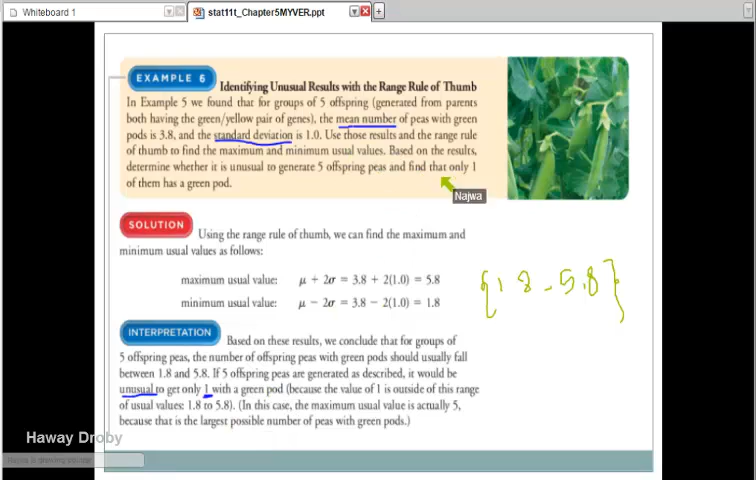 Whiteboard 1
stat11t_Chapter5MYVER.ppt
EXAMPLE 6 Identifying Unusual Results with the Range Rule of Thumb
In Example 5 we found that for groups of 5 offspring (generated from parents
both having the green/yellow pair of genes), the mean number of peas with green
pods is 3.8, and the standard deviation is 1.0. Use those results and the range rule
of thumb to find the maximum and minimum usual values. Based on the results,
determine whether it is unusual to generate 5 offspring peas and find that only 1
of them has a green pod.
Najwa
SOLUTION Using the range rule of thumb, we can find the maximum and
minimum usual values as follows:
maximum usual value: μ + 2σ = 3.8 + 2(1.0) = 5.8
minimum usual value: μ − 2σ = 3.8 − 2(1.0) = 1.8
{1.8 - 5.8}
INTERPRETATION Based on these results, we conclude that for groups of
5 offspring peas, the number of offspring peas with green pods should usually fall
between 1.8 and 5.8. If 5 offspring peas are generated as described, it would be
unusual to get only 1 with a green pod (because the value of 1 is outside of this range
of usual values: 1.8 to 5.8). (In this case, the maximum usual value is actually 5,
because that is the largest possible number of peas with green pods.)
Haway Droby